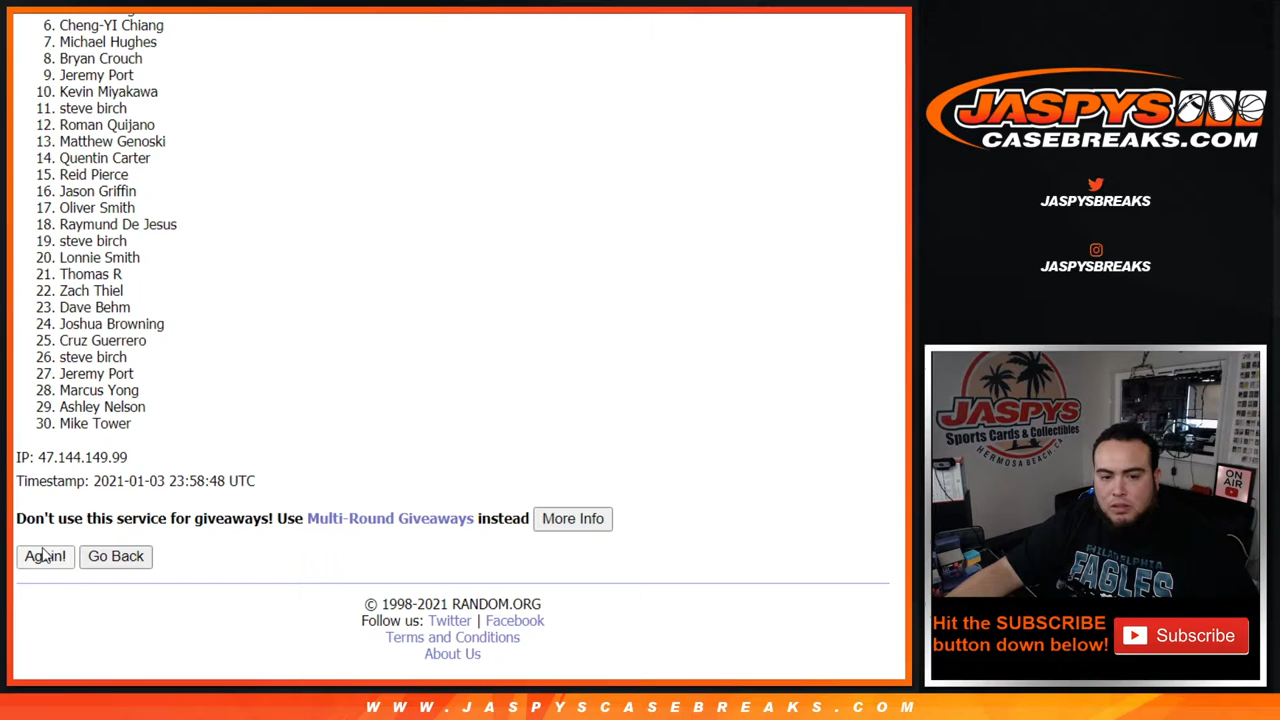 6. Cheng-YI Chiang
7. Michael Hughes
8. Bryan Crouch
9. Jeremy Port
10. Kevin Miyakawa
11. steve birch
12. Roman Quijano
13. Matthew Genoski
14. Quentin Carter
15. Reid Pierce
16. Jason Griffin
17. Oliver Smith
18. Raymund De Jesus
19. steve birch
20. Lonnie Smith
21. Thomas R
22. Zach Thiel
23. Dave Behm
24. Joshua Browning
25. Cruz Guerrero
26. steve birch
27. Jeremy Port
28. Marcus Yong
29. Ashley Nelson
30. Mike Tower
IP: 47.144.149.99
Timestamp: 2021-01-03 23:58:48 UTC
Don't use this service for giveaways! Use Multi-Round Giveaways instead More Info
Again! Go Back
© 1998-2021 RANDOM.ORG
Follow us: Twitter | Facebook
Terms and Conditions
About Us
JASPYS
CASEBREAKS.COM
JASPYSBREAKS
JASPYSBREAKS
JASPYS
Sports Cards & Collectibles
HERMOSA BEACH, CA
ON
AIR
PHILADELPHIA
EAGLES
Hit the SUBSCRIBE
button down below!
Subscribe
WWW.JASPYSCASEBREAKS.COM